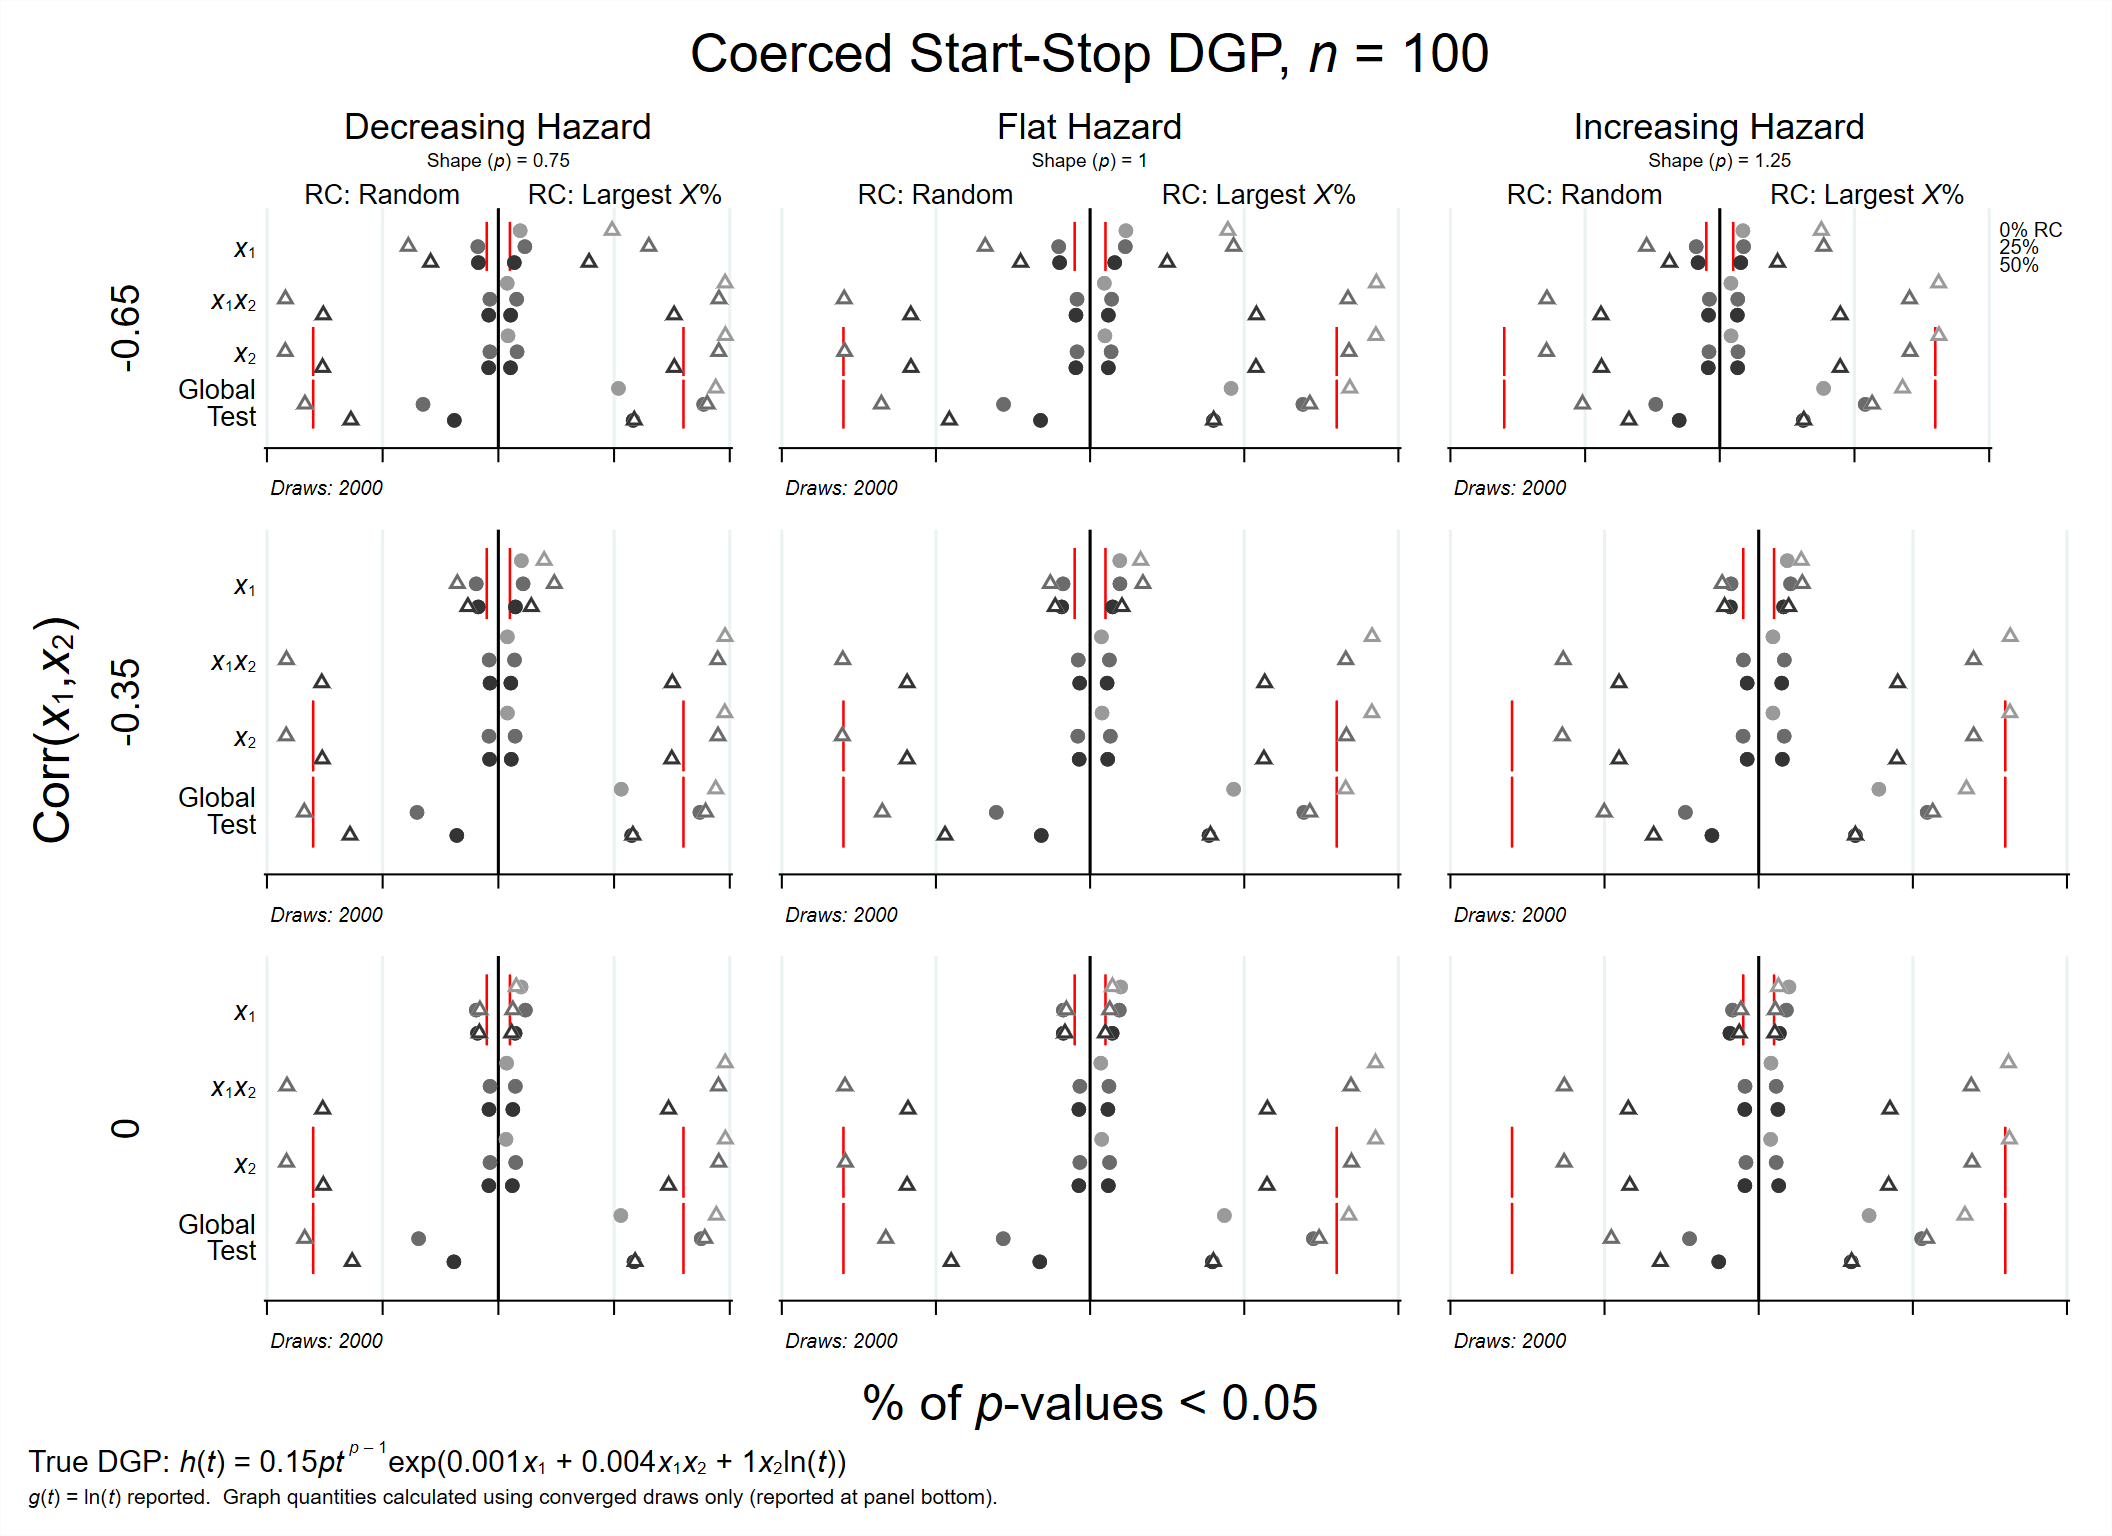 Coerced Start-Stop DGP, n = 100
Decreasing Hazard
Shape (p) = 0.75
RC: Random RC: Largest X%
Flat Hazard
Shape (p) = 1
RC: Random RC: Largest X%
Increasing Hazard
Shape (p) = 1.25
RC: Random RC: Largest X%
0% RC
25%
50%
Corr(x₁,x₂)
-0.65
x₁
x₁x₂
x₂
Global
Test
Draws: 2000
Draws: 2000
Draws: 2000
-0.35
x₁
x₁x₂
x₂
Global
Test
Draws: 2000
Draws: 2000
Draws: 2000
0
x₁
x₁x₂
x₂
Global
Test
Draws: 2000
Draws: 2000
Draws: 2000
% of p-values < 0.05
True DGP: h(t) = 0.15pt^(p − 1)exp(0.001x₁ + 0.004x₁x₂ + 1x₂ln(t))
g(t) = ln(t) reported. Graph quantities calculated using converged draws only (reported at panel bottom).